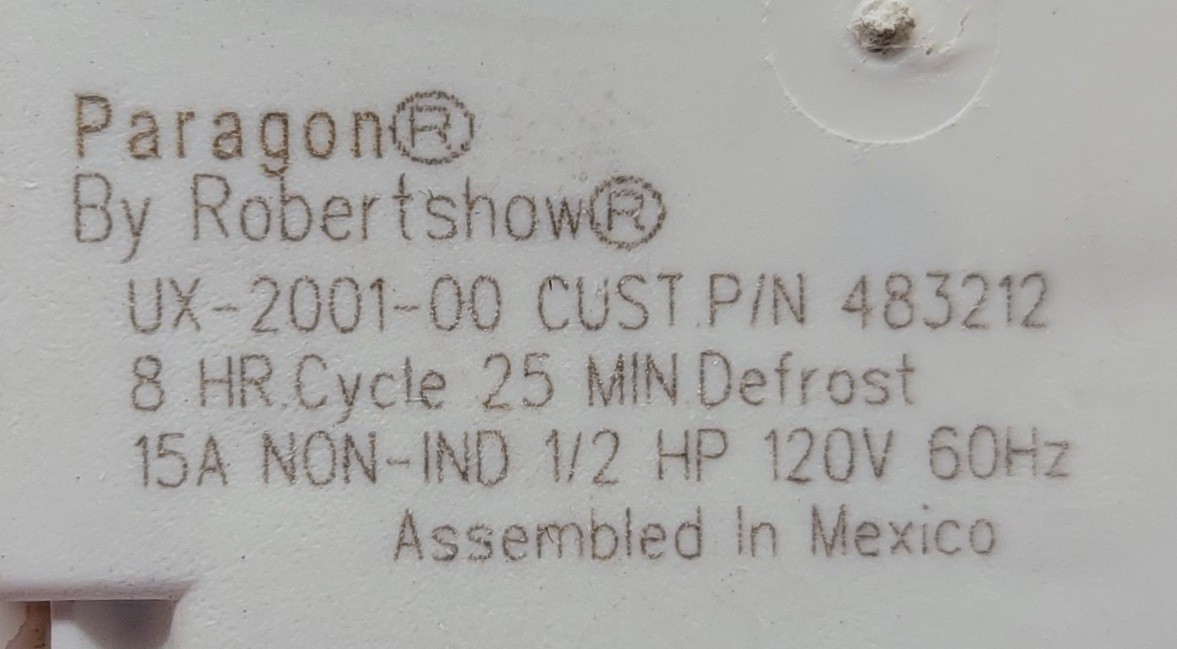 Paragon®
By Robertshow®
UX-2001-00 CUST.P/N 483212
8 HR.Cycle 25 MIN.Defrost
15A NON-IND 1/2 HP 120V 60Hz
Assembled In Mexico